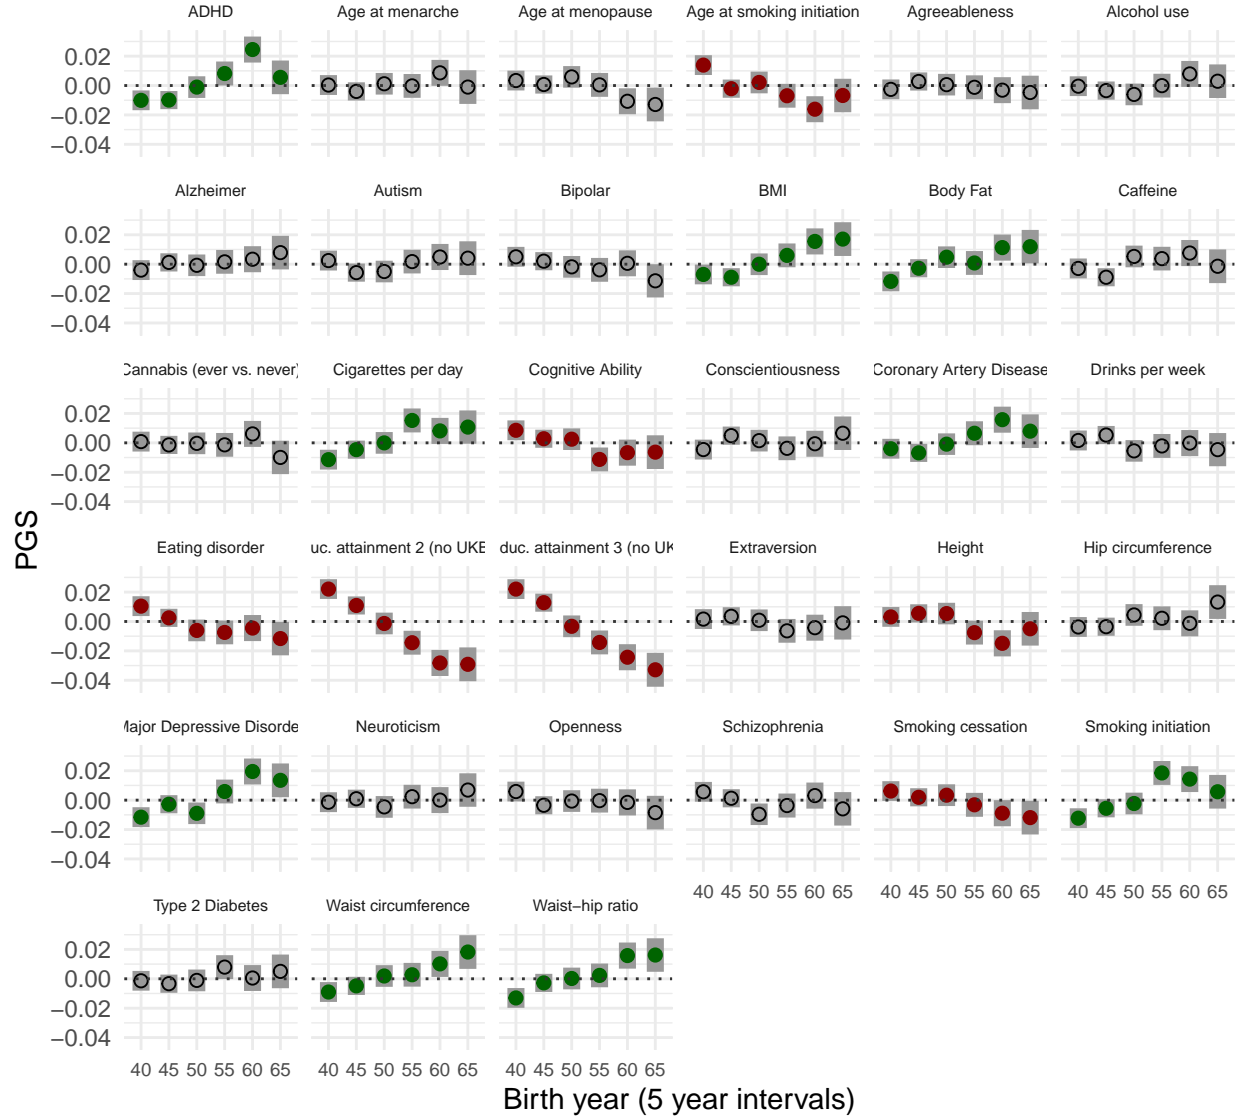 ADHD Age at menarche Age at menopause Age at smoking initiation Agreeableness Alcohol use
0.02
0.00
−0.02
−0.04
Alzheimer Autism Bipolar BMI Body Fat Caffeine
0.02
0.00
−0.02
−0.04
Cannabis (ever vs. never) Cigarettes per day Cognitive Ability Conscientiousness Coronary Artery Disease Drinks per week
0.02
0.00
−0.02
−0.04
PGS
Eating disorder uc. attainment 2 (no UKB duc. attainment 3 (no UK Extraversion Height Hip circumference
0.02
0.00
−0.02
−0.04
Major Depressive Disorde Neuroticism Openness Schizophrenia Smoking cessation Smoking initiation
0.02
0.00
−0.02
−0.04
40 45 50 55 60 65 40 45 50 55 60 65 40 45 50 55 60 65
Type 2 Diabetes Waist circumference Waist−hip ratio
0.02
0.00
−0.02
−0.04
40 45 50 55 60 65 40 45 50 55 60 65 40 45 50 55 60 65
Birth year (5 year intervals)